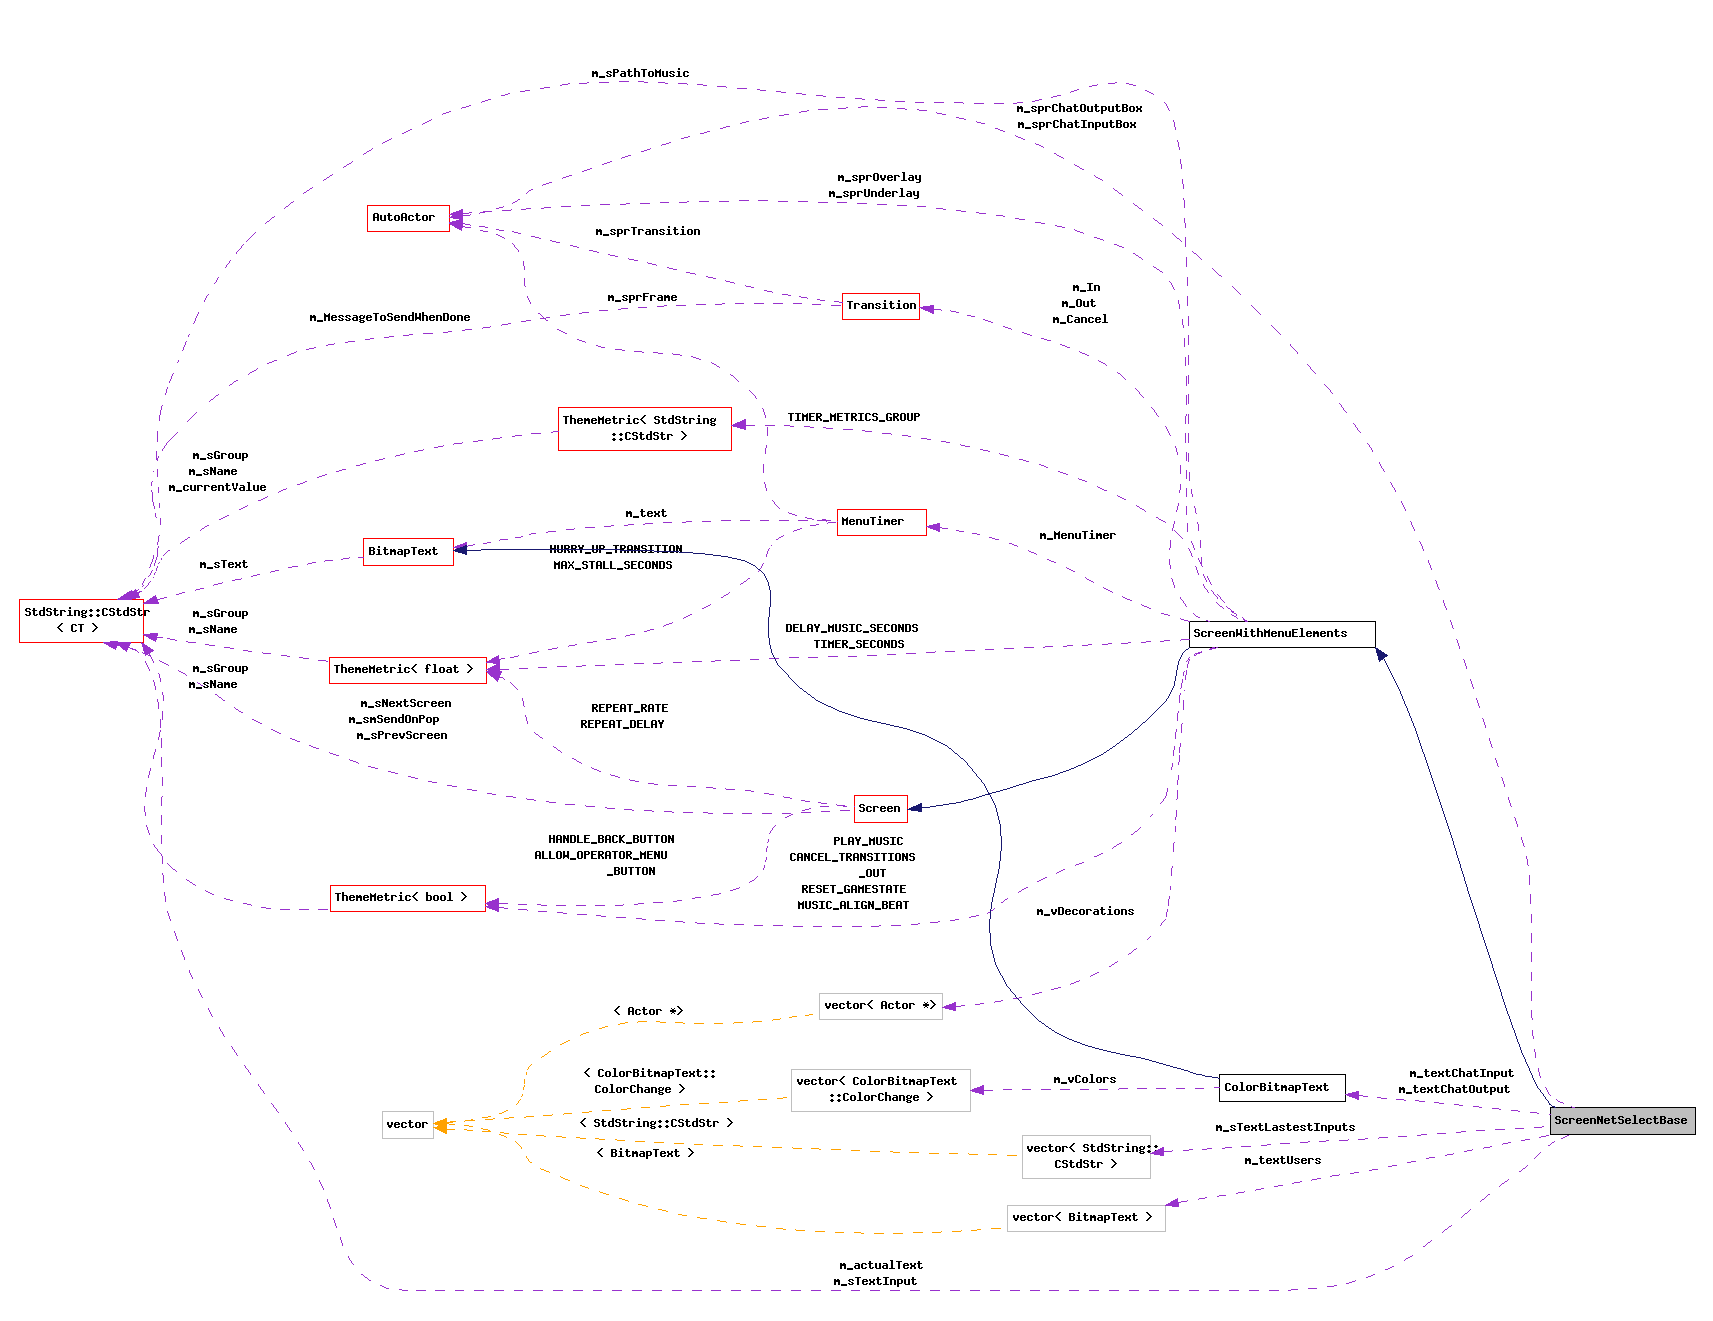 m_sPathToMusic
m_sprChatOutputBox
m_sprChatInputBox
m_sprOverlay
m_sprUnderlay
AutoActor
m_sprTransition
m_In
m_Out
m_Cancel
m_sprFrame
Transition
m_MessageToSendWhenDone
ThemeMetric< StdString
::CStdStr >
TIMER_METRICS_GROUP
m_sGroup
m_sName
m_currentValue
m_text
MenuTimer
m_MenuTimer
BitmapText
HURRY_UP_TRANSITION
MAX_STALL_SECONDS
m_sText
StdString::CStdStr
< CT >
m_sGroup
m_sName
DELAY_MUSIC_SECONDS
TIMER_SECONDS
ScreenWithMenuElements
ThemeMetric< float >
m_sGroup
m_sName
m_sNextScreen
m_smSendOnPop
m_sPrevScreen
REPEAT_RATE
REPEAT_DELAY
Screen
HANDLE_BACK_BUTTON
ALLOW_OPERATOR_MENU
_BUTTON
PLAY_MUSIC
CANCEL_TRANSITIONS
_OUT
RESET_GAMESTATE
MUSIC_ALIGN_BEAT
ThemeMetric< bool >
m_vDecorations
vector< Actor *>
< Actor *>
< ColorBitmapText::
ColorChange >
vector< ColorBitmapText
::ColorChange >
m_vColors
ColorBitmapText
m_textChatInput
m_textChatOutput
vector
< StdString::CStdStr >
ScreenNetSelectBase
m_sTextLastestInputs
vector< StdString::
CStdStr >
< BitmapText >
m_textUsers
vector< BitmapText >
m_actualText
m_sTextInput